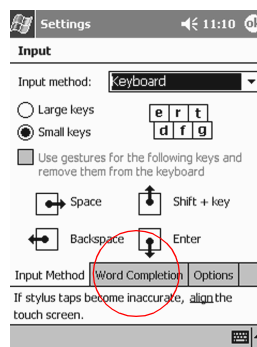 Settings 11:10 ok
Input
Input method: Keyboard
Large keys
Small keys
e r t
d f g
Use gestures for the following keys and
remove them from the keyboard
Space Shift + key
Backspace Enter
Input Method Word Completion Options
If stylus taps become inaccurate, align the
touch screen.